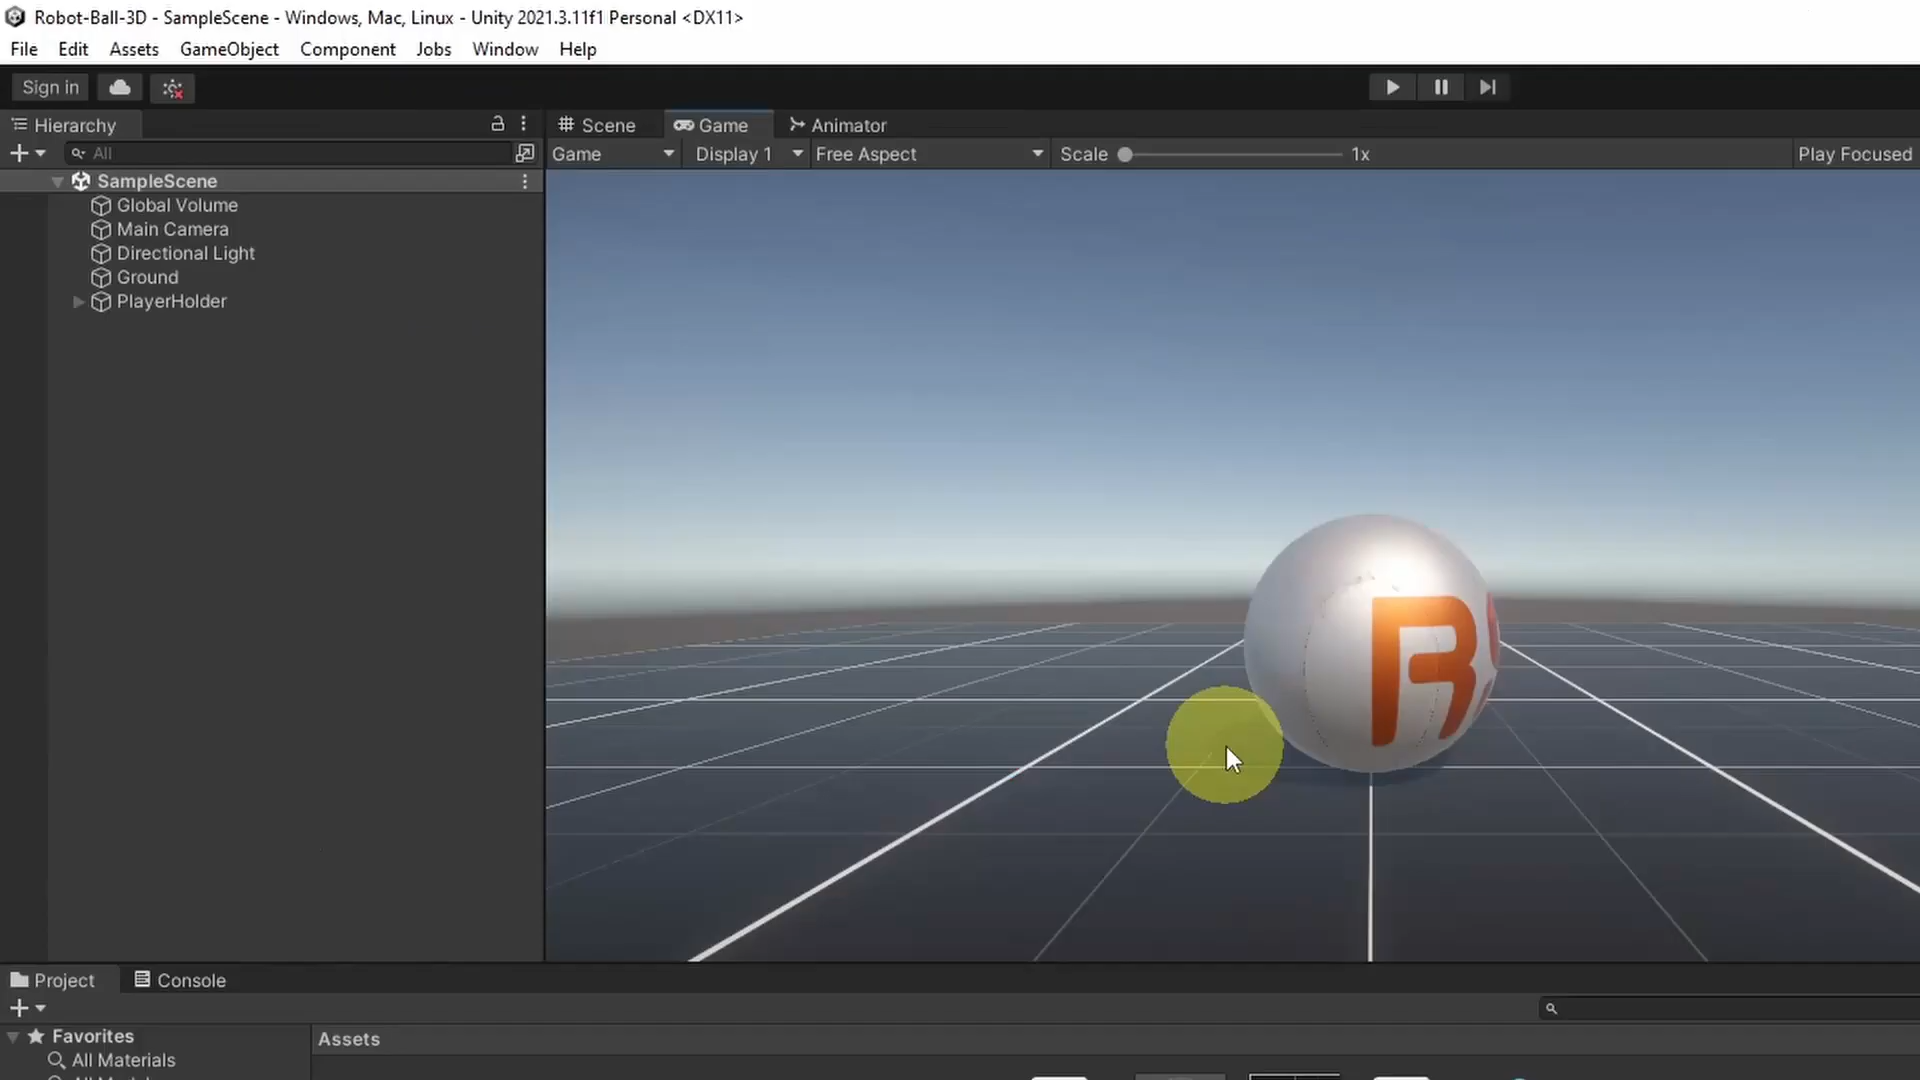 Robot-Ball-3D - SampleScene - Windows, Mac, Linux - Unity 2021.3.11f1 Personal <DX11>
File Edit Assets GameObject Component Jobs Window Help
Sign in
Hierarchy
All
SampleScene
Global Volume
Main Camera
Directional Light
Ground
PlayerHolder
Scene Game Animator
Game Display 1 Free Aspect Scale 1x Play Focused
R
Project Console
Favorites
All Materials
Assets